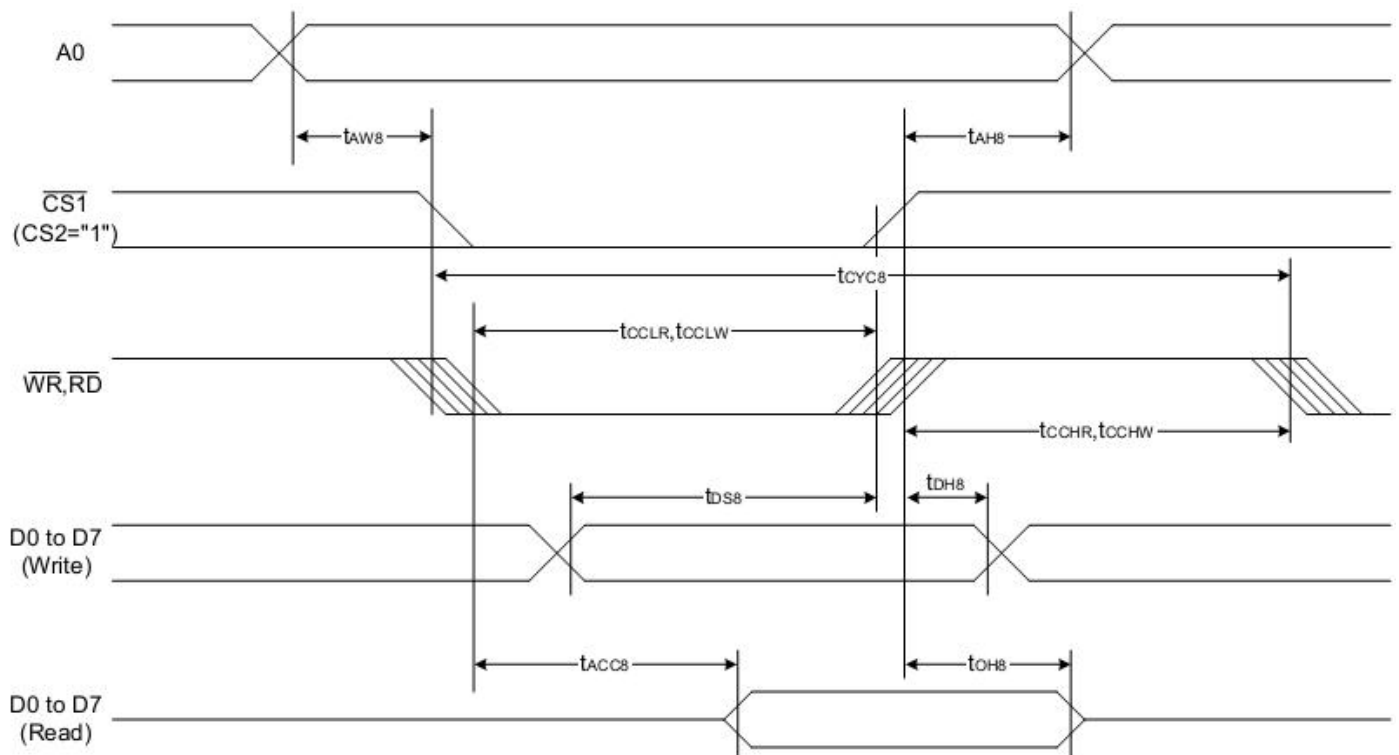 A0
tAW8
tAH8
CS1
(CS2="1")
tCYC8
tCCLR,tCCLW
WR,RD
tCCHR,tCCHW
tDS8
tDH8
D0 to D7
(Write)
tACC8
tOH8
D0 to D7
(Read)